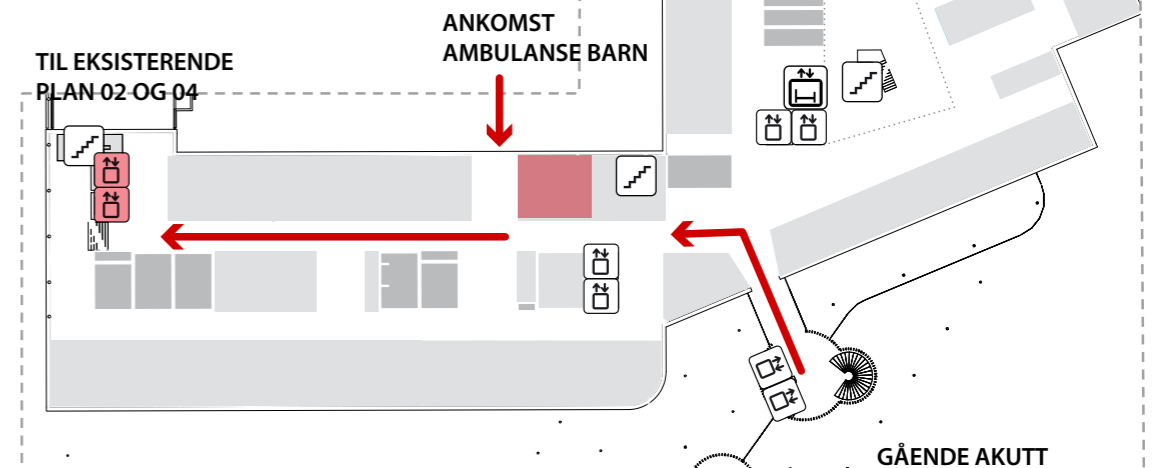 ANKOMST
AMBULANSE BARN
TIL EKSISTERENDE
PLAN 02 OG 04
GÅENDE AKUTT